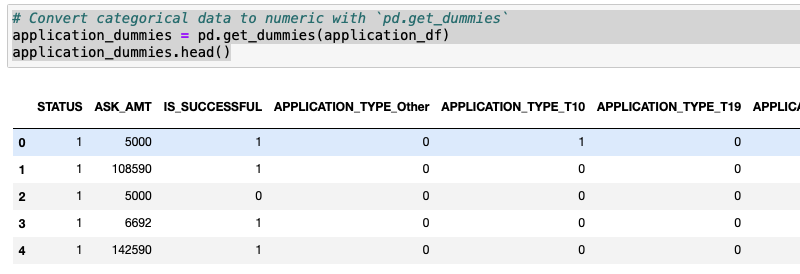 # Convert categorical data to numeric with `pd.get_dummies`
application_dummies = pd.get_dummies(application_df)
application_dummies.head()
STATUS ASK_AMT IS_SUCCESSFUL APPLICATION_TYPE_Other APPLICATION_TYPE_T10 APPLICATION_TYPE_T19 APPLICA
0 1 5000 1 0 1 0
1 1 108590 1 0 0 0
2 1 5000 0 0 0 0
3 1 6692 1 0 0 0
4 1 142590 1 0 0 0